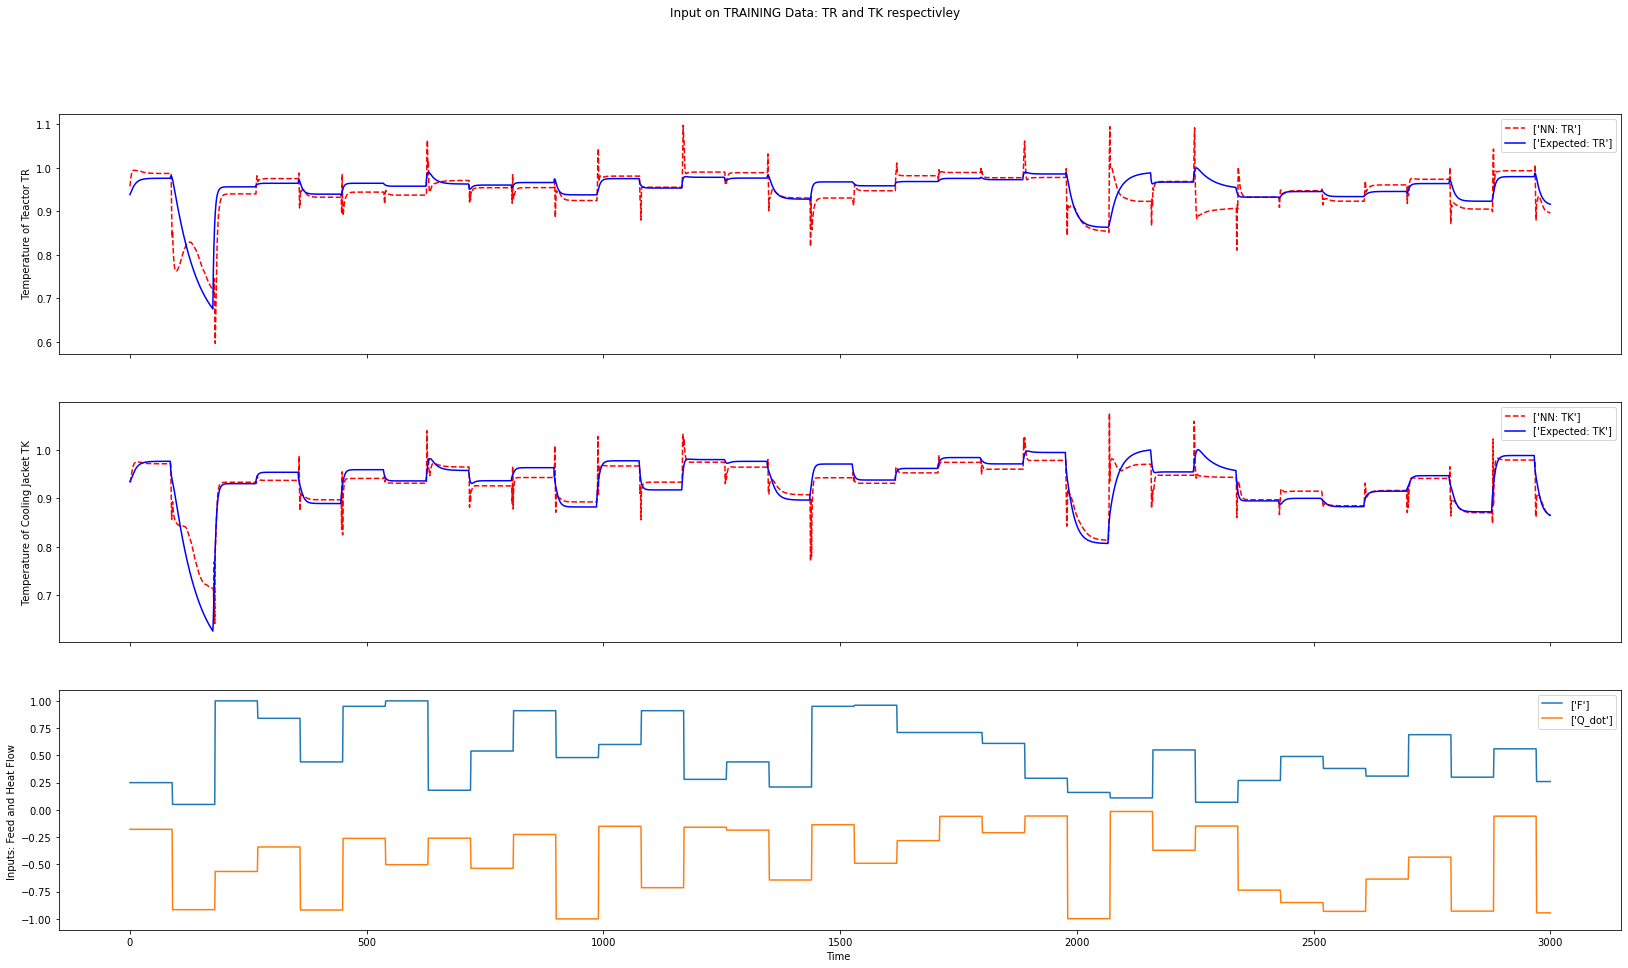 Input on TRAINING Data: TR and TK respectivley
Temperature of Teactor TR
1.1
1.0
0.9
0.8
0.7
0.6
['NN: TR']
['Expected: TR']
Temperature of Cooling Jacket TK
1.0
0.9
0.8
0.7
['NN: TK']
['Expected: TK']
Inputs: Feed and Heat Flow
1.00
0.75
0.50
0.25
0.00
−0.25
−0.50
−0.75
−1.00
['F']
['Q_dot']
0
500
1000
1500
2000
2500
3000
Time